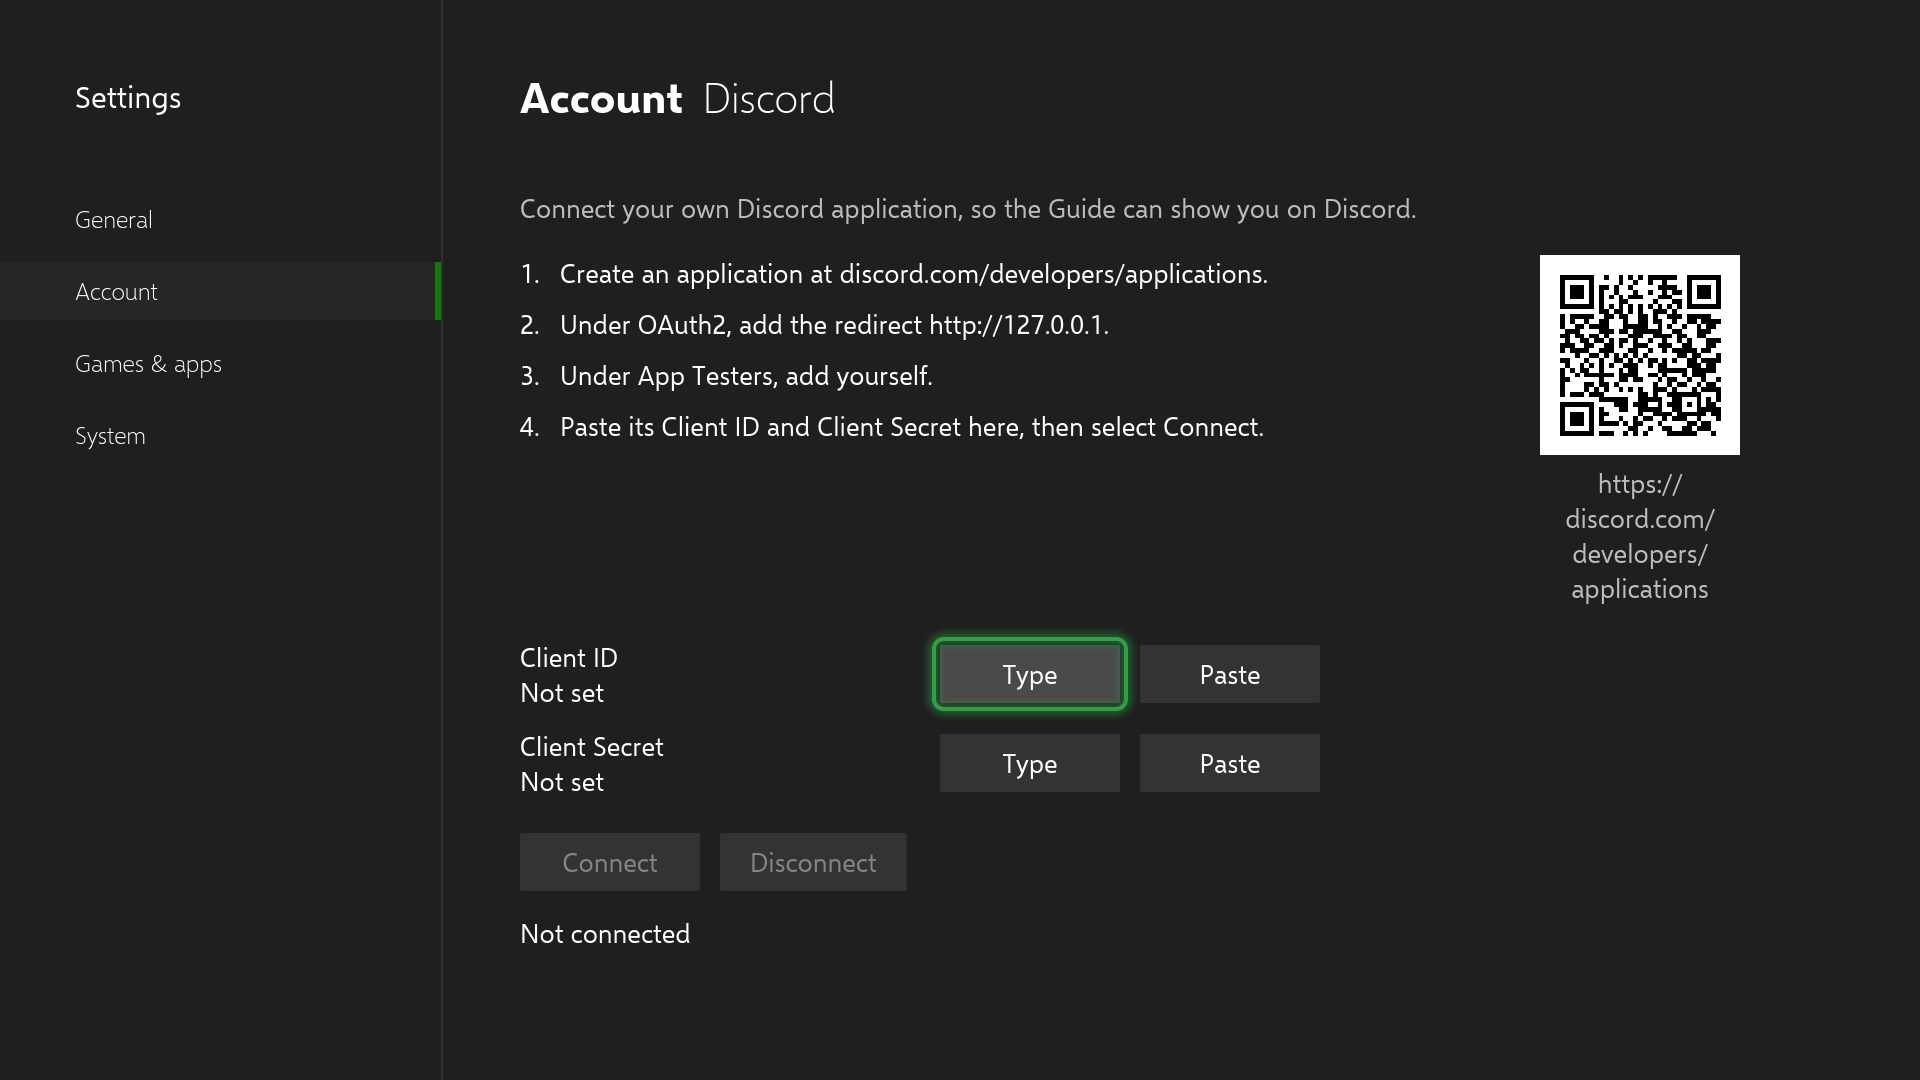 Settings
General
Account
Games & apps
System
Account Discord
Connect your own Discord application, so the Guide can show you on Discord.
1. Create an application at discord.com/developers/applications.
2. Under OAuth2, add the redirect http://127.0.0.1.
3. Under App Testers, add yourself.
4. Paste its Client ID and Client Secret here, then select Connect.
https://
discord.com/
developers/
applications
Client ID
Not set
Type
Paste
Client Secret
Not set
Type
Paste
Connect
Disconnect
Not connected